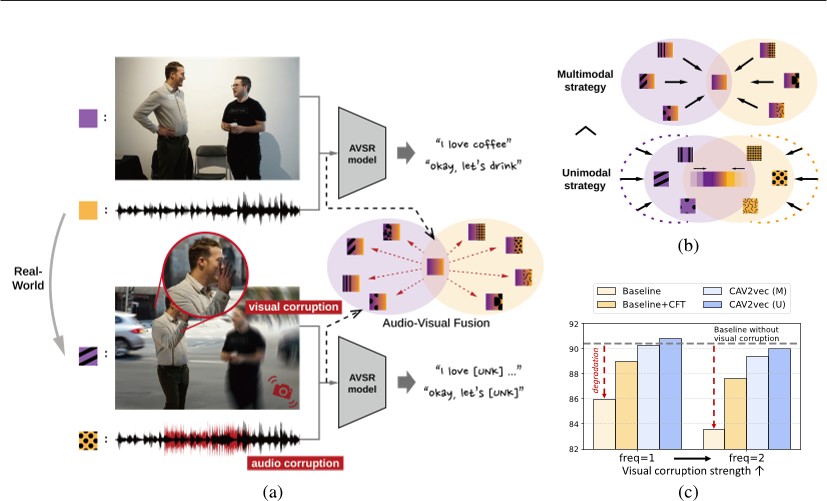 :
AVSR
model
"I love coffee"
"okay, let's drink"
:
Real-
World
visual corruption
Audio-Visual Fusion
:
AVSR
model
"I love [UNK] ..."
"okay, let's [UNK]"
:
audio corruption
(a)
Multimodal
strategy
Unimodal
strategy
(b)
Baseline
Baseline+CFT
CAV2vec (M)
CAV2vec (U)
92
90
88
86
84
82
Baseline without
visual corruption
degradation
freq=1
freq=2
Visual corruption strength ↑
(c)